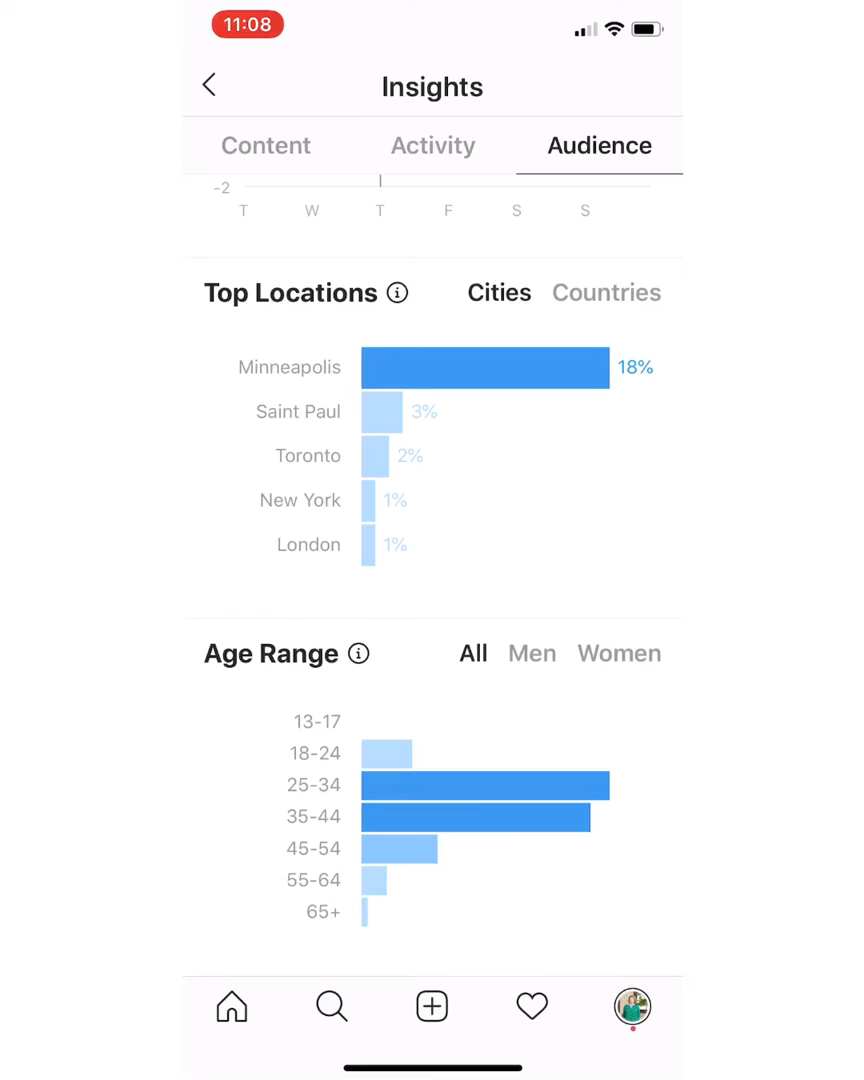 11:08
Insights
Content Activity Audience
-2
T W T F S S
Top Locations Cities Countries
Minneapolis 18%
Saint Paul 3%
Toronto 2%
New York 1%
London 1%
Age Range All Men Women
13-17
18-24
25-34
35-44
45-54
55-64
65+